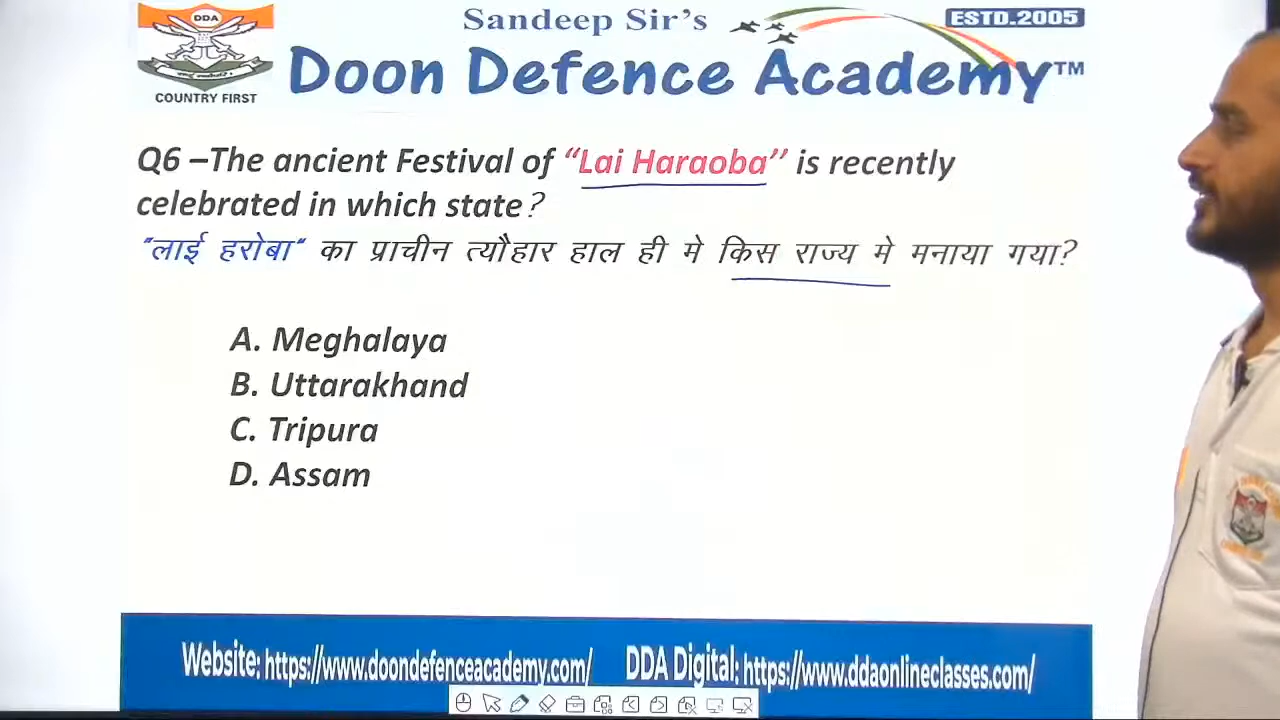 Sandeep Sir's
ESTD.2005
DDA
COUNTRY FIRST
Doon Defence Academy™
Q6 –The ancient Festival of “Lai Haraoba’’ is recently
celebrated in which state?
"लाई हरोबा" का प्राचीन त्यौहार हाल ही मे किस राज्य मे मनाया गया?
A. Meghalaya
B. Uttarakhand
C. Tripura
D. Assam
Website: https://www.doondefenceacademy.com/ DDA Digital: https://www.ddaonlineclasses.com/